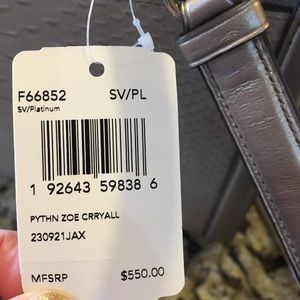 F66852 SV/PL
SV/Platinum
1 92643 59838 6
PYTHN ZOE CRRYALL
230921JAX
MFSRP $550.00